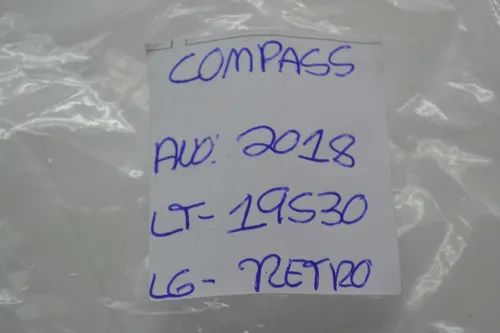 COMPASS
ANO: 2018
LT- 19530
LG- RETRO